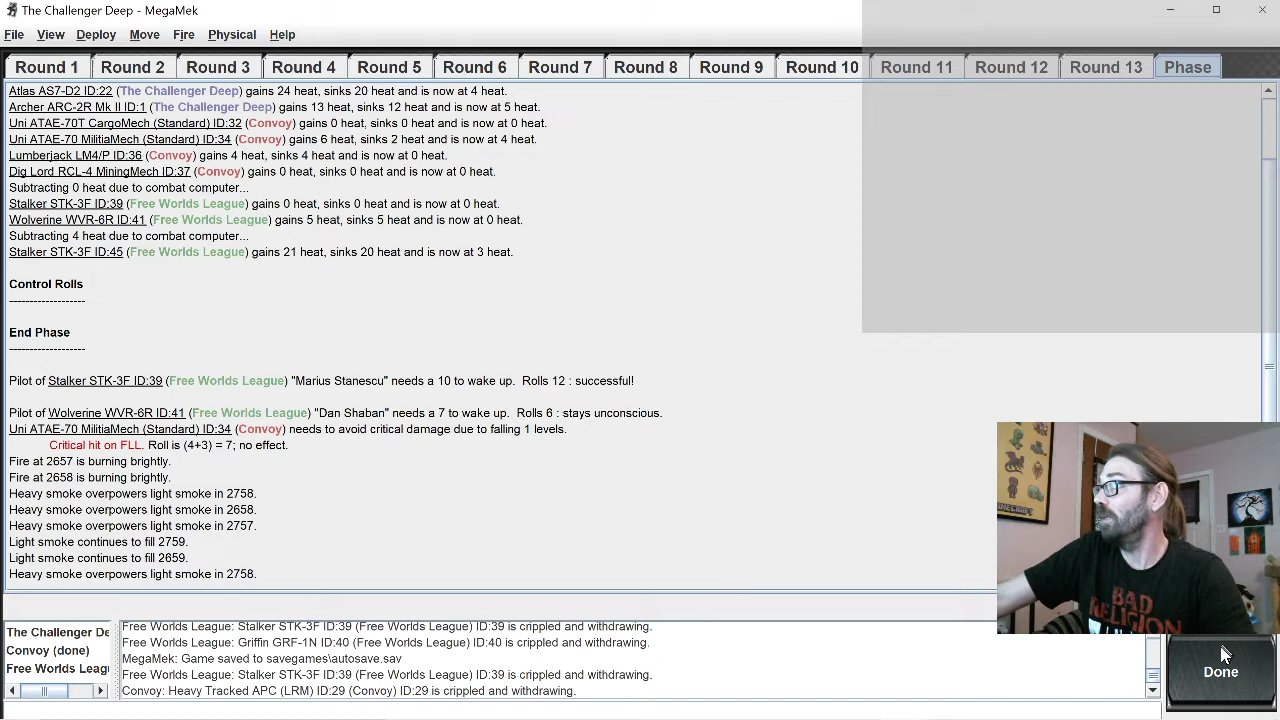 The Challenger Deep - MegaMek
File View Deploy Move Fire Physical Help
Round 1 Round 2 Round 3 Round 4 Round 5 Round 6 Round 7 Round 8 Round 9 Round 10 Round 11 Round 12 Round 13 Phase
Atlas AS7-D2 ID:22 (The Challenger Deep) gains 24 heat, sinks 20 heat and is now at 4 heat.
Archer ARC-2R Mk II ID:1 (The Challenger Deep) gains 13 heat, sinks 12 heat and is now at 5 heat.
Uni ATAE-70T CargoMech (Standard) ID:32 (Convoy) gains 0 heat, sinks 0 heat and is now at 0 heat.
Uni ATAE-70 MilitiaMech (Standard) ID:34 (Convoy) gains 6 heat, sinks 2 heat and is now at 4 heat.
Lumberjack LM4/P ID:36 (Convoy) gains 4 heat, sinks 4 heat and is now at 0 heat.
Dig Lord RCL-4 MiningMech ID:37 (Convoy) gains 0 heat, sinks 0 heat and is now at 0 heat.
Subtracting 0 heat due to combat computer...
Stalker STK-3F ID:39 (Free Worlds League) gains 0 heat, sinks 0 heat and is now at 0 heat.
Wolverine WVR-6R ID:41 (Free Worlds League) gains 5 heat, sinks 5 heat and is now at 0 heat.
Subtracting 4 heat due to combat computer...
Stalker STK-3F ID:45 (Free Worlds League) gains 21 heat, sinks 20 heat and is now at 3 heat.
Control Rolls
-------------------
End Phase
-------------------
Pilot of Stalker STK-3F ID:39 (Free Worlds League) "Marius Stanescu" needs a 10 to wake up. Rolls 12 : successful!
Pilot of Wolverine WVR-6R ID:41 (Free Worlds League) "Dan Shaban" needs a 7 to wake up. Rolls 6 : stays unconscious.
Uni ATAE-70 MilitiaMech (Standard) ID:34 (Convoy) needs to avoid critical damage due to falling 1 levels.
Critical hit on FLL. Roll is (4+3) = 7; no effect.
Fire at 2657 is burning brightly.
Fire at 2658 is burning brightly.
Heavy smoke overpowers light smoke in 2758.
Heavy smoke overpowers light smoke in 2658.
Heavy smoke overpowers light smoke in 2757.
Light smoke continues to fill 2759.
Light smoke continues to fill 2659.
Heavy smoke overpowers light smoke in 2758.
BAD
RELIGION
The Challenger De
Convoy (done)
Free Worlds Leagu
Free Worlds League: Stalker STK-3F ID:39 (Free Worlds League) ID:39 is crippled and withdrawing.
Free Worlds League: Griffin GRF-1N ID:40 (Free Worlds League) ID:40 is crippled and withdrawing.
MegaMek: Game saved to savegames\autosave.sav
Free Worlds League: Stalker STK-3F ID:39 (Free Worlds League) ID:39 is crippled and withdrawing.
Convoy: Heavy Tracked APC (LRM) ID:29 (Convoy) ID:29 is crippled and withdrawing.
Done